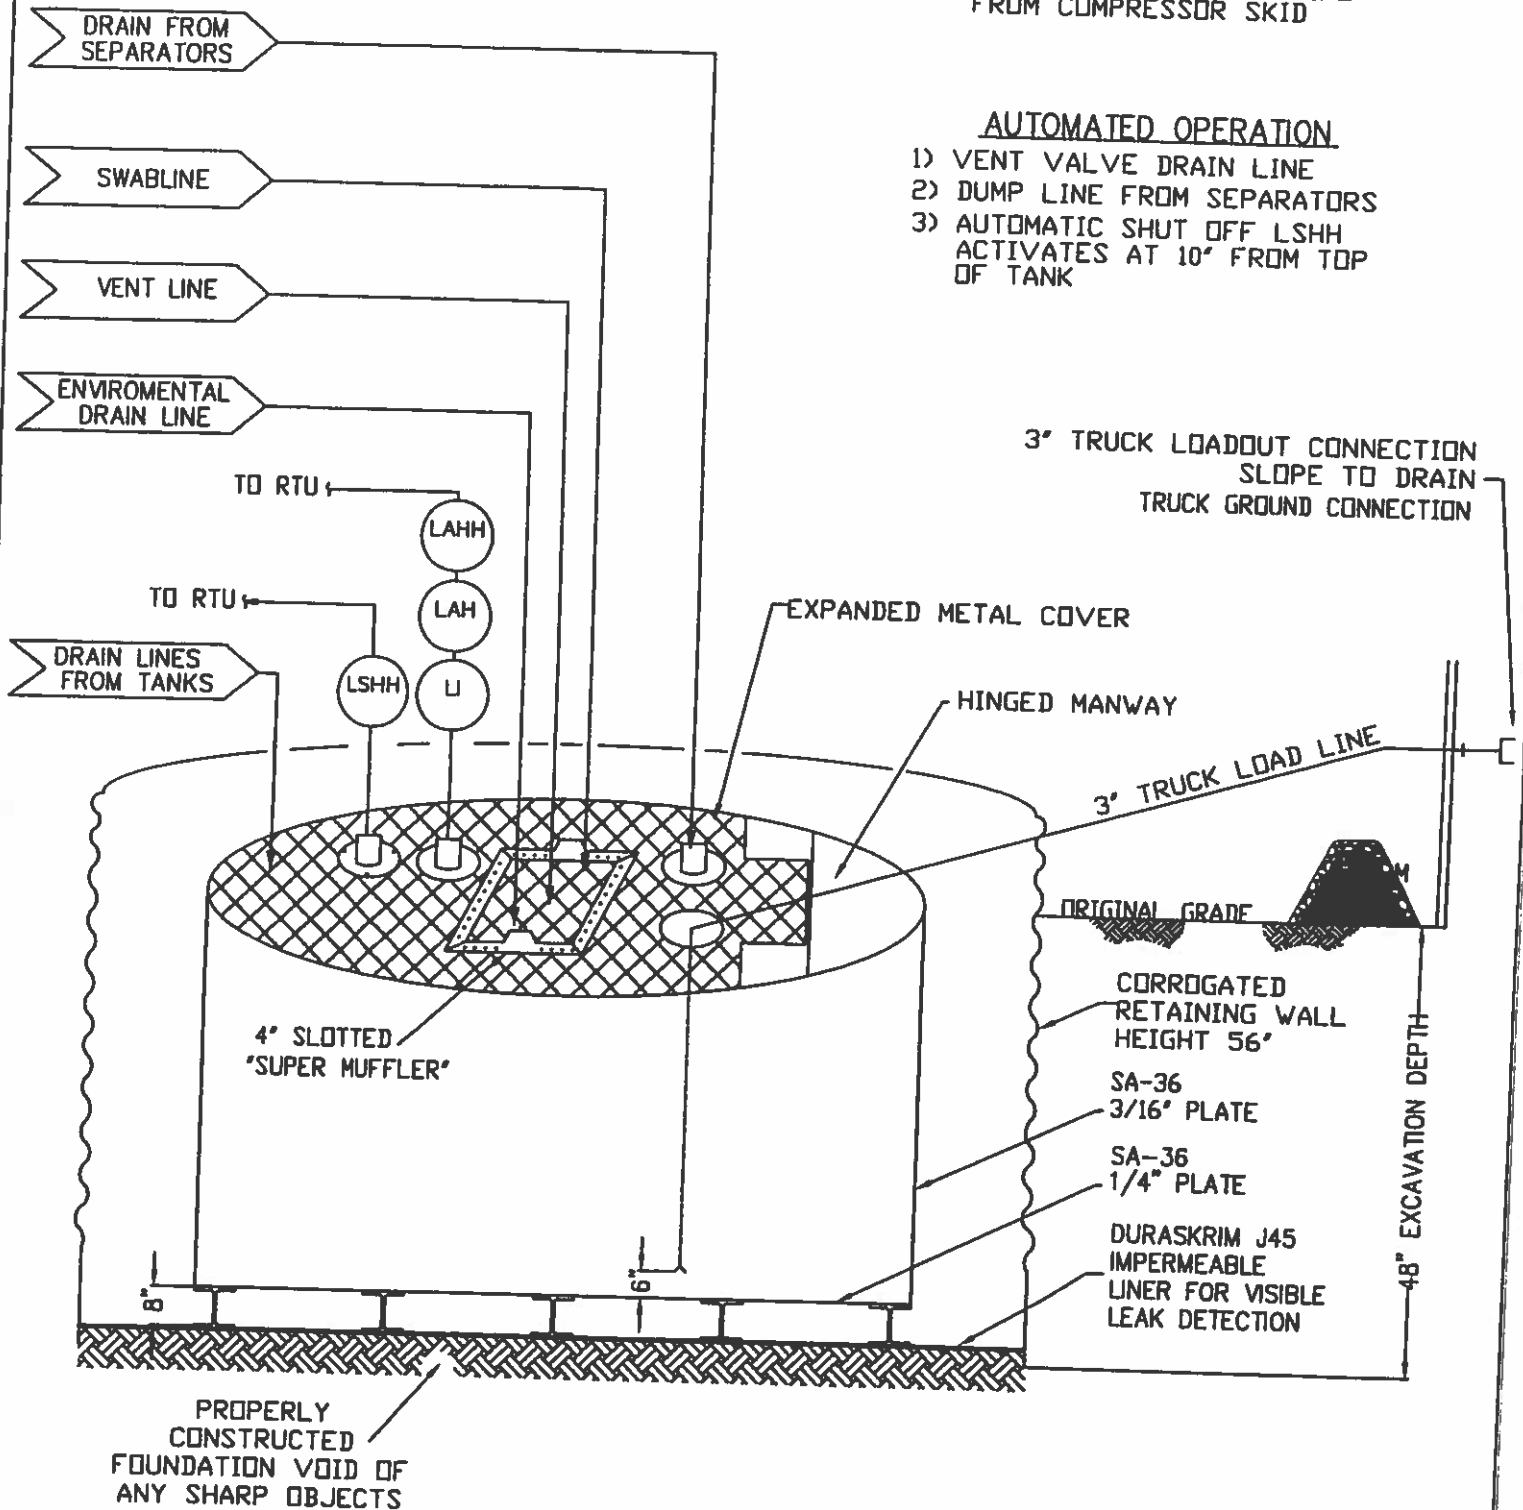 FROM COMPRESSOR SKID
DRAIN FROM
SEPARATORS
AUTOMATED OPERATION
1) VENT VALVE DRAIN LINE
2) DUMP LINE FROM SEPARATORS
3) AUTOMATIC SHUT OFF LSHH
ACTIVATES AT 10" FROM TOP
OF TANK
SWABLINE
VENT LINE
ENVIROMENTAL
DRAIN LINE
3" TRUCK LOADOUT CONNECTION
SLOPE TO DRAIN
TRUCK GROUND CONNECTION
TO RTU
LAHH
TO RTU
LAH
EXPANDED METAL COVER
DRAIN LINES
FROM TANKS
LSHH
LI
HINGED MANWAY
3" TRUCK LOAD LINE
M
ORIGINAL GRADE
CORROGATED
RETAINING WALL
HEIGHT 56"
4" SLOTTED
"SUPER MUFFLER"
SA-36
3/16" PLATE
SA-36
1/4" PLATE
48" EXCAVATION DEPTH
DURASKRIM J45
IMPERMEABLE
LINER FOR VISIBLE
LEAK DETECTION
8"
6"
PROPERLY
CONSTRUCTED
FOUNDATION VOID OF
ANY SHARP OBJECTS